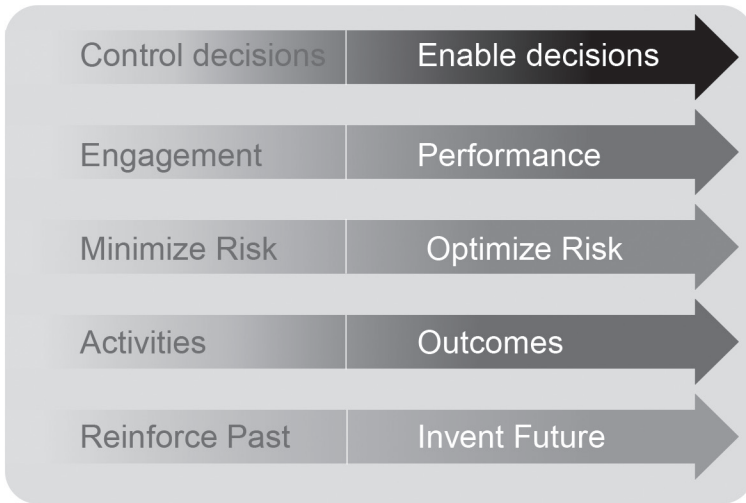 Control decisions Enable decisions
Engagement Performance
Minimize Risk Optimize Risk
Activities Outcomes
Reinforce Past Invent Future